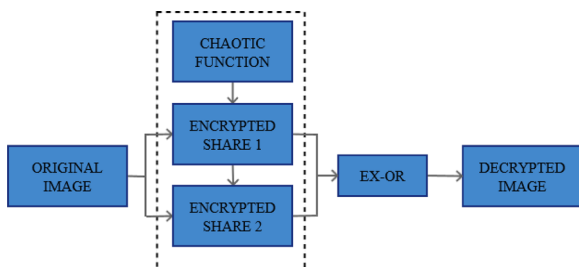 CHAOTIC
FUNCTION
ENCRYPTED
SHARE 1
ORIGINAL
IMAGE
ENCRYPTED
SHARE 2
EX-OR
DECRYPTED
IMAGE